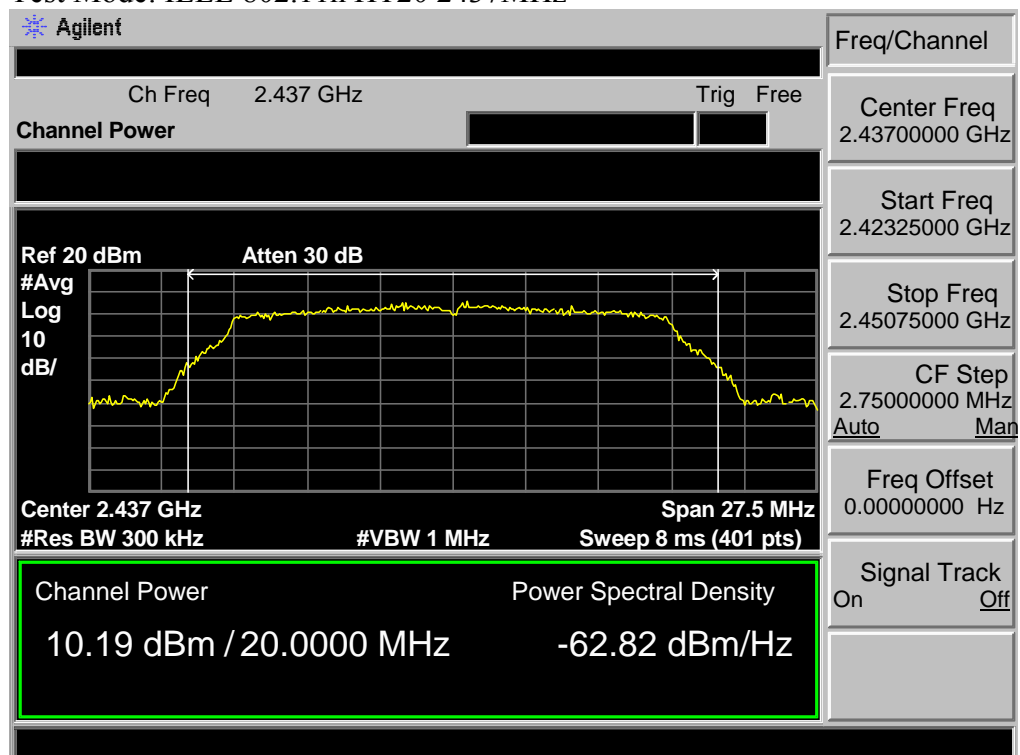 Agilent
Freq/Channel
Ch Freq 2.437 GHz Trig Free
Channel Power
Center Freq
2.43700000 GHz
Start Freq
2.42325000 GHz
Stop Freq
2.45075000 GHz
CF Step
2.75000000 MHz
Auto Man
Freq Offset
0.00000000 Hz
Signal Track
On Off
Ref 20 dBm Atten 30 dB
#Avg
Log
10
dB/
Center 2.437 GHz Span 27.5 MHz
#Res BW 300 kHz #VBW 1 MHz Sweep 8 ms (401 pts)
Channel Power Power Spectral Density
10.19 dBm / 20.0000 MHz -62.82 dBm/Hz